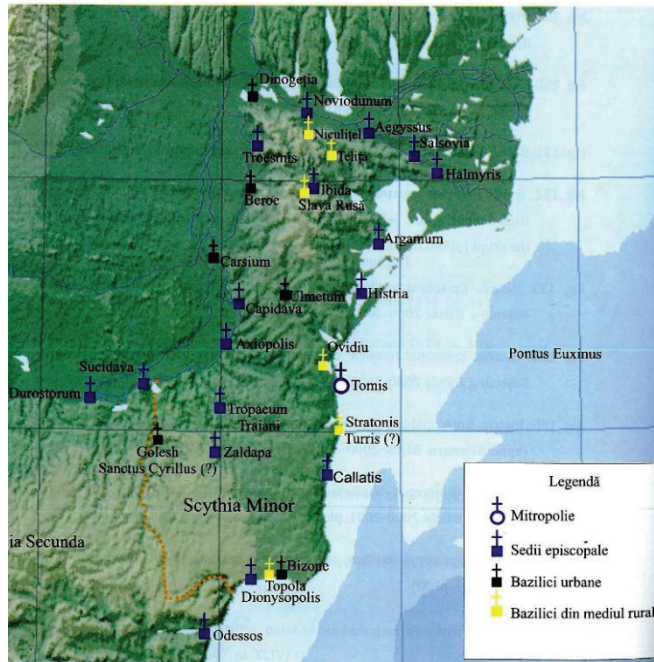 Dinogeția
Noviodunum
Niculițel
Aegyssus
Troesmis
Telița
Salsovia
Halmyris
Beroe
Ibida
Slava Rusă
Argamum
Carsium
Ulmetum
Histria
Capidava
Axiopolis
Ovidiu
Pontus Euxinus
Sucidava
Tomis
Durostorum
Tropaeum
Traiani
Stratonis
Turris (?)
Golesh
Sanctus Cyrillus (?)
Zaldapa
Callatis
Scythia Minor
ia Secunda
Bizone
Topola
Dionysopolis
Odessos
Legendă
Mitropolie
Sedii episcopale
Bazilici urbane
Bazilici din mediul rural